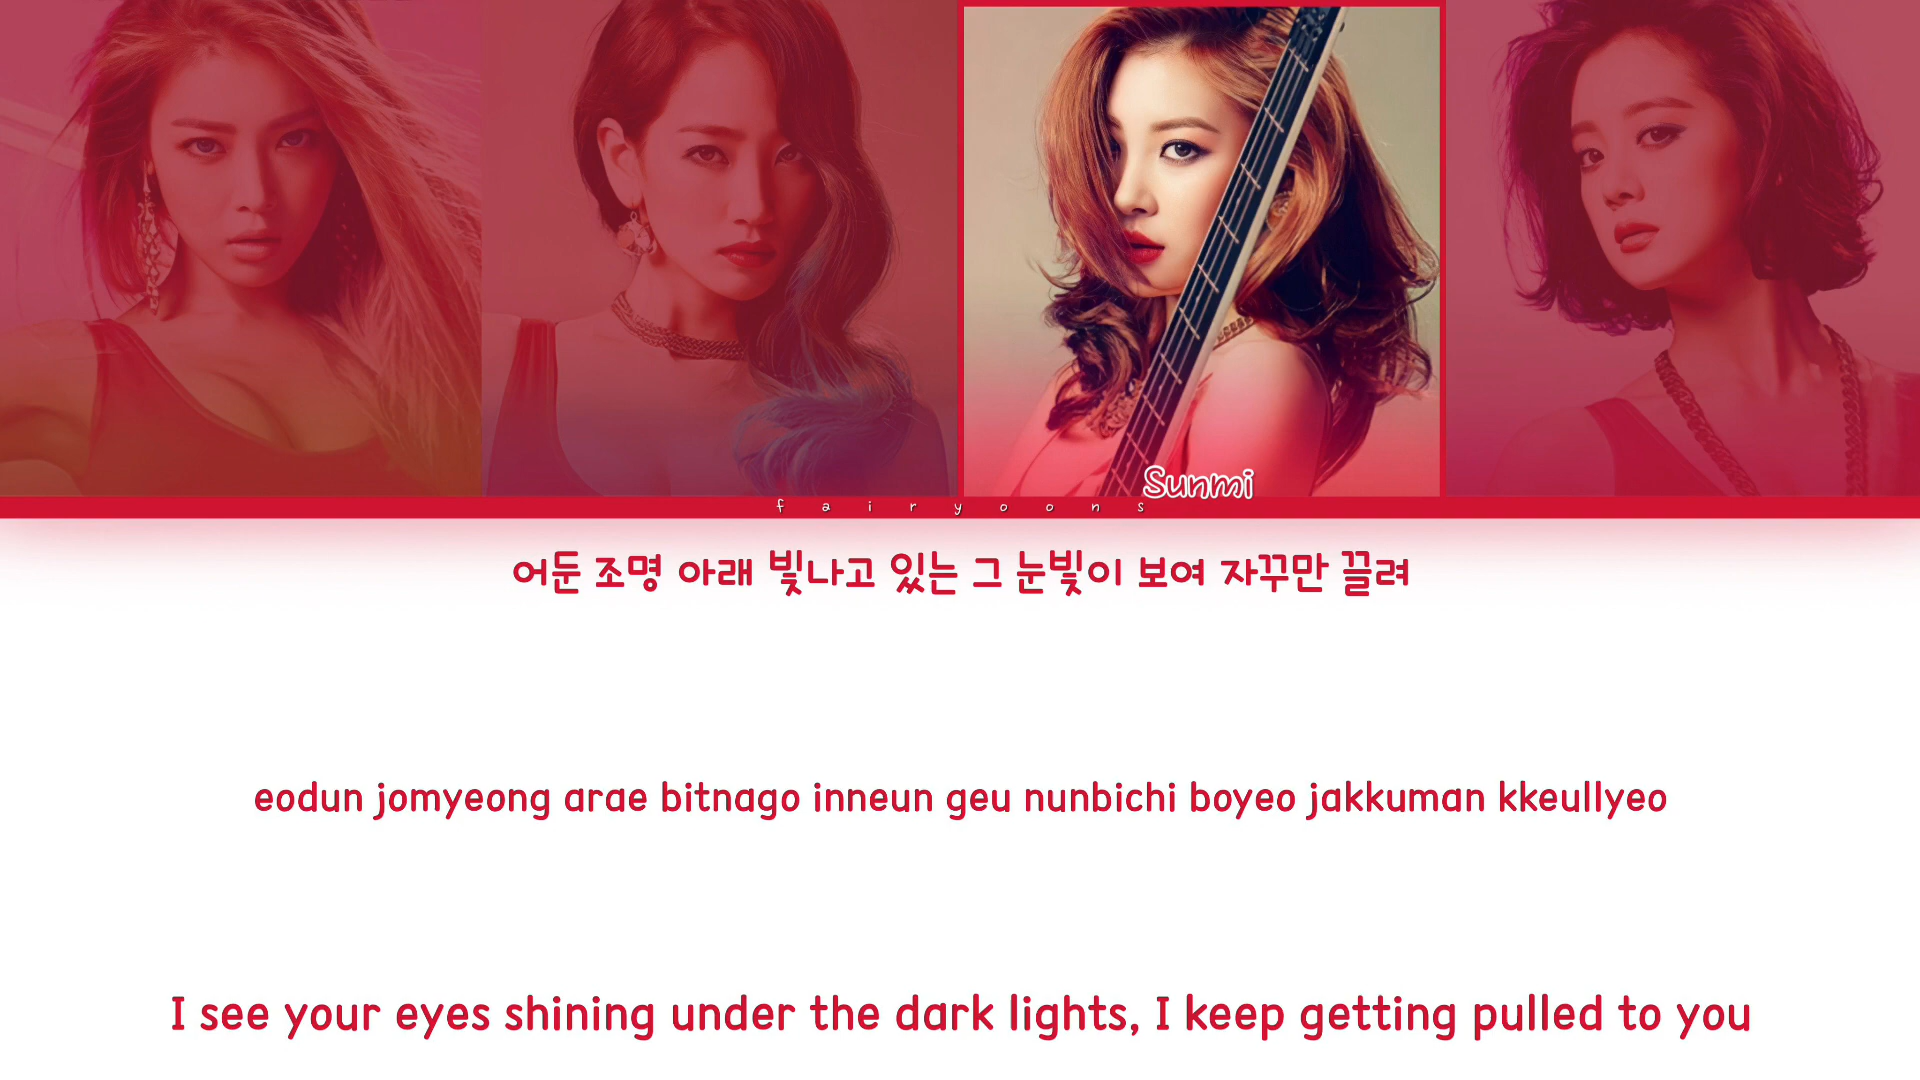 Sunmi
fairyoons
어둔 조명 아래 빛나고 있는 그 눈빛이 보여 자꾸만 끌려
eodun jomyeong arae bitnago inneun geu nunbichi boyeo jakkuman kkeullyeo
I see your eyes shining under the dark lights, I keep getting pulled to you